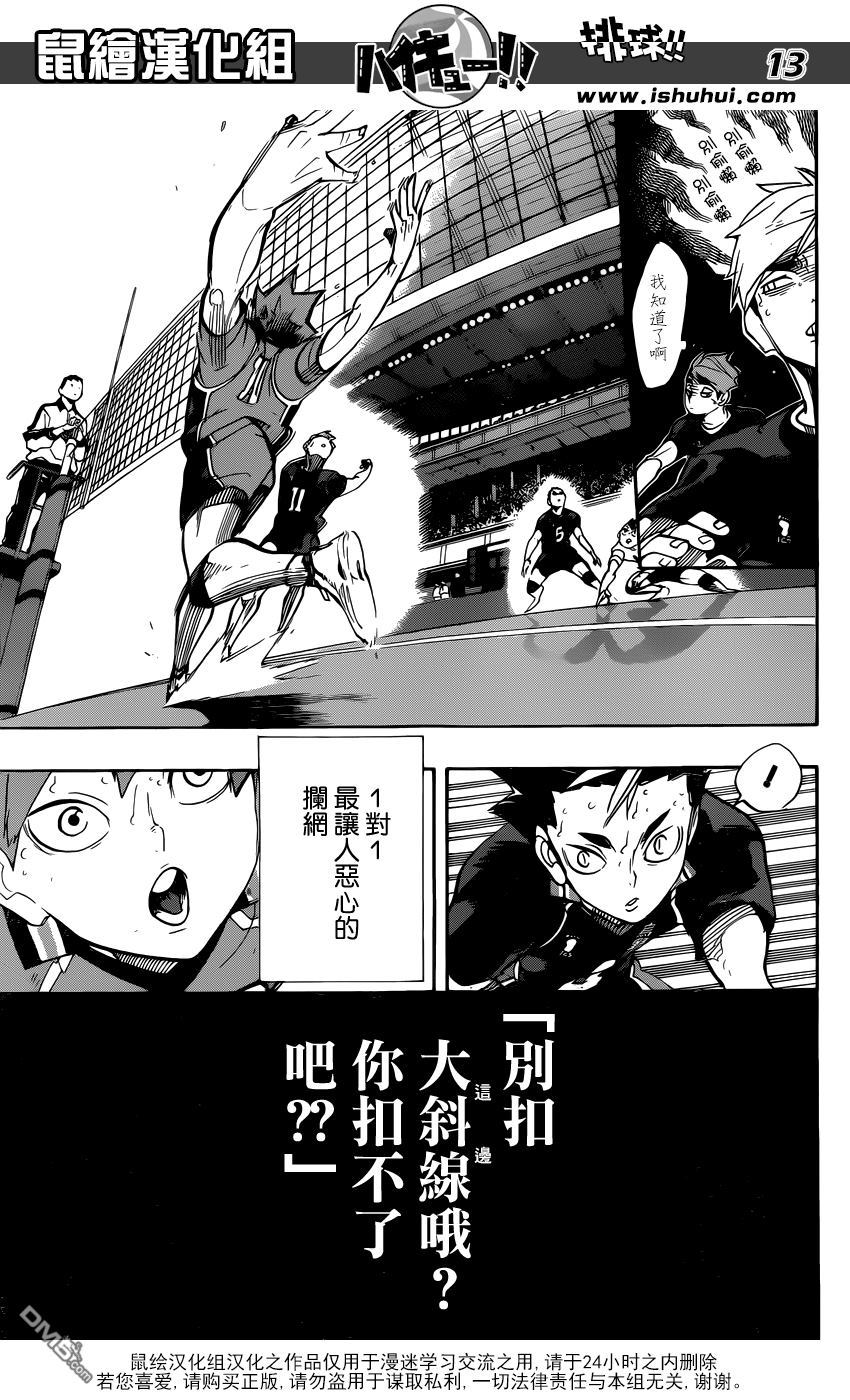 鼠繪漢化組
ハイキュー!!
排球!!
13
www.ishuhui.com
別偷懶
別偷懶
別偷懶
我知道了啊
11
5
!
1對1
最讓人惡心的
攔網
「別扣
大斜線哦?
這邊
你扣不了
吧??」
DM5.com
鼠绘汉化组汉化之作品仅用于漫迷学习交流之用, 请于24小时之内删除
若您喜爱, 请购买正版, 请勿盗用于谋取私利, 一切法律责任与本组无关, 谢谢。